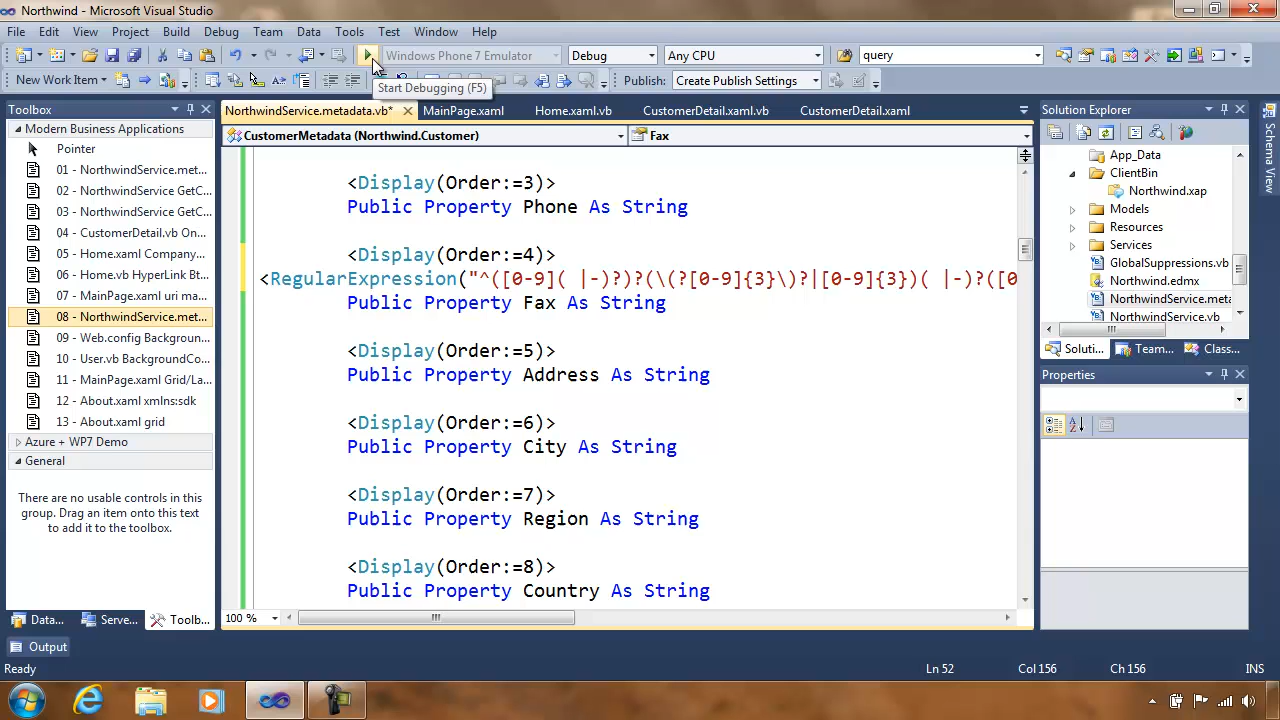 Northwind - Microsoft Visual Studio
File Edit View Project Build Debug Team Data Tools Test Window Help
Windows Phone 7 Emulator Debug Any CPU query
New Work Item Publish: Create Publish Settings
Start Debugging (F5)
Toolbox
Modern Business Applications
Pointer
01 - NorthwindService.met...
02 - NorthwindService GetC...
03 - NorthwindService GetC...
04 - CustomerDetail.vb On...
05 - Home.xaml Company...
06 - Home.vb HyperLink Bt...
07 - MainPage.xaml uri ma...
08 - NorthwindService.met...
09 - Web.config Backgroun...
10 - User.vb BackgroundCo...
11 - MainPage.xaml Grid/La...
12 - About.xaml xmlns:sdk
13 - About.xaml grid
Azure + WP7 Demo
General
There are no usable controls in this
group. Drag an item onto this text
to add it to the toolbox.
Data... Serve... Toolb...
NorthwindService.metadata.vb* MainPage.xaml Home.xaml.vb CustomerDetail.xaml.vb CustomerDetail.xaml
CustomerMetadata (Northwind.Customer) Fax
<Display(Order:=3)>
Public Property Phone As String
<Display(Order:=4)>
<RegularExpression("^([0-9]( |-)?)?(\(?[0-9]{3}\)?|[0-9]{3})( |-)?([0
Public Property Fax As String
<Display(Order:=5)>
Public Property Address As String
<Display(Order:=6)>
Public Property City As String
<Display(Order:=7)>
Public Property Region As String
<Display(Order:=8)>
Public Property Country As String
100 %
Solution Explorer
App_Data
ClientBin
Northwind.xap
Models
Resources
Services
GlobalSuppressions.vb
Northwind.edmx
NorthwindService.meta
NorthwindService.vb
Soluti... Team... Class...
Properties
Schema View
Output
Ready Ln 52 Col 156 Ch 156 INS